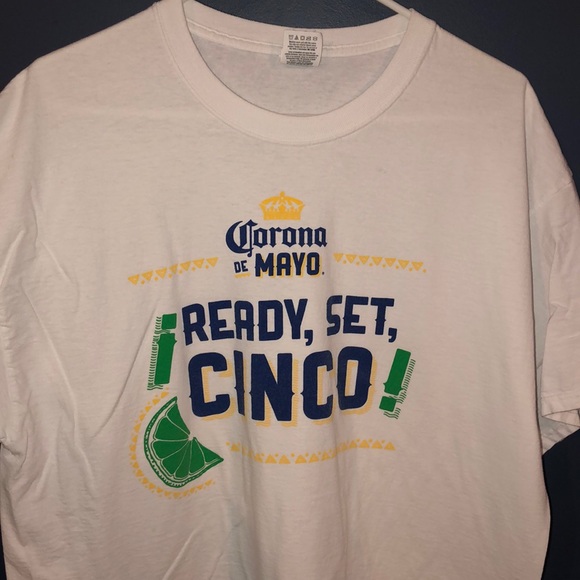 Corona
DE MAYO.
¡READY, SET,
CINCO!